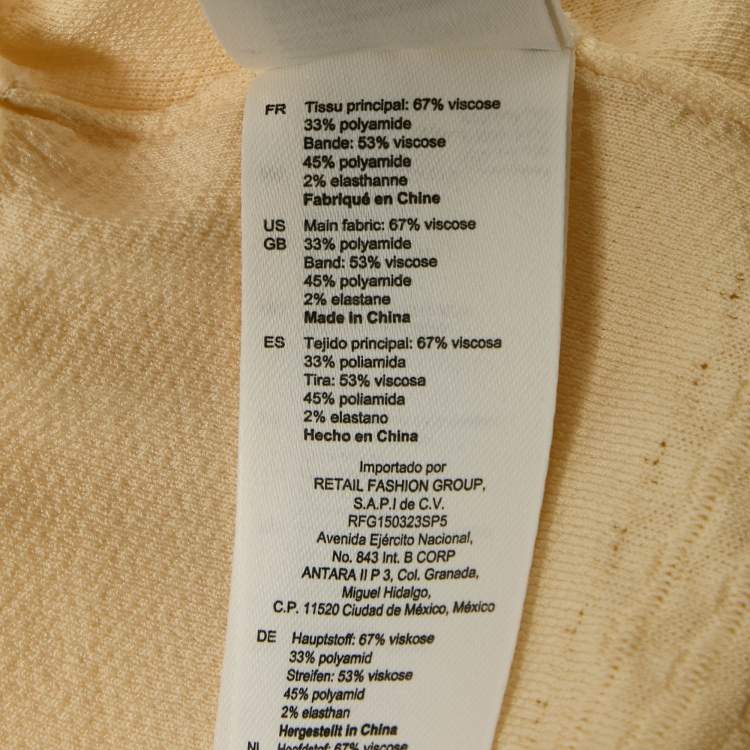 FR Tissu principal: 67% viscose
33% polyamide
Bande: 53% viscose
45% polyamide
2% elasthanne
Fabriqué en Chine
US Main fabric: 67% viscose
GB 33% polyamide
Band: 53% viscose
45% polyamide
2% elastane
Made in China
ES Tejido principal: 67% viscosa
33% poliamida
Tira: 53% viscosa
45% poliamida
2% elastano
Hecho en China
Importado por
RETAIL FASHION GROUP,
S.A.P.I de C.V.
RFG150323SP5
Avenida Ejército Nacional,
No. 843 Int. B CORP
ANTARA II P 3, Col. Granada,
Miguel Hidalgo,
C.P. 11520 Ciudad de México, México
DE Hauptstoff: 67% viskose
33% polyamid
Streifen: 53% viskose
45% polyamid
2% elasthan
Hergestellt in China
NL Hoofdstof: 67% viscose